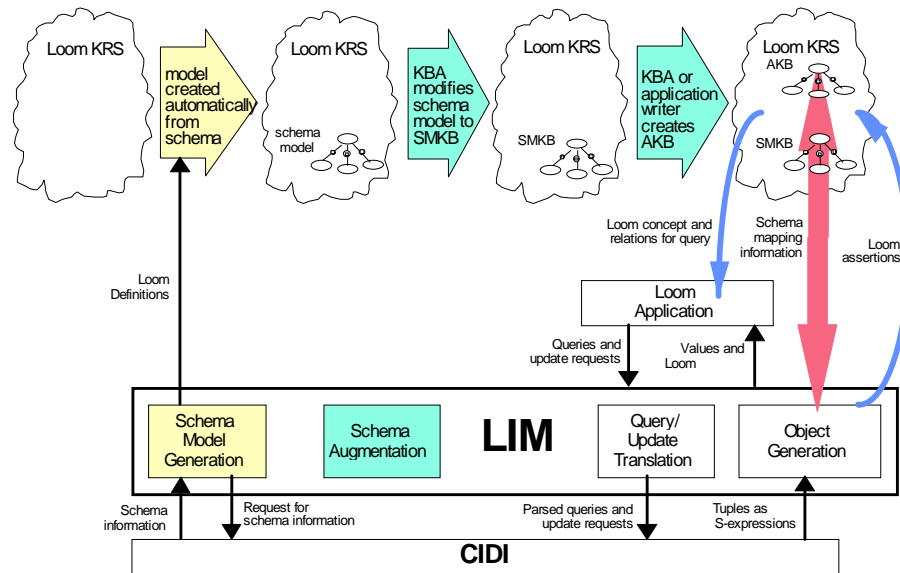 Loom KRS
model
created
automatically
from
schema
Loom KRS
schema
model
KBA
modifies
schema
model to
SMKB
Loom KRS
SMKB
KBA or
application
writer
creates
AKB
Loom KRS
AKB
SMKB
Loom concept and
relations for query
Schema
mapping
information
Loom
assertions
Loom
Definitions
Loom
Application
Queries and
update requests
Values and
Loom
Schema
Model
Generation
Schema
Augmentation
LIM
Query/
Update
Translation
Object
Generation
Schema
information
Request for
schema information
Parsed queries and
update requests
Tuples as
S-expressions
CIDI